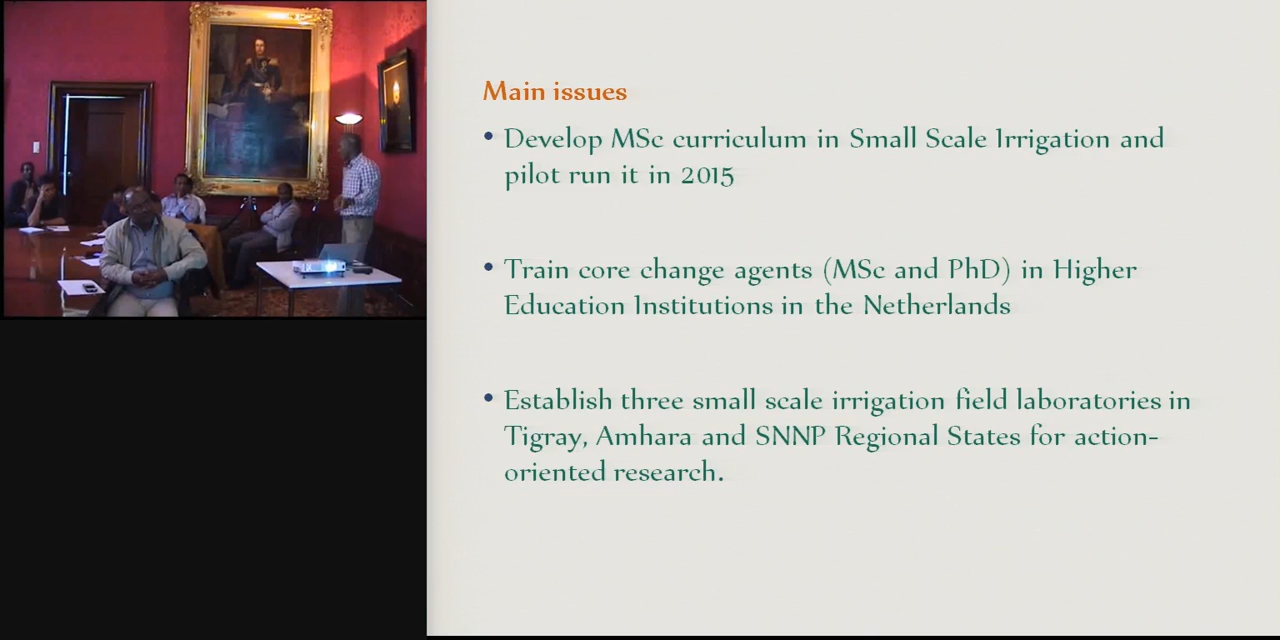 Main issues
• Develop MSc curriculum in Small Scale Irrigation and
pilot run it in 2015
• Train core change agents (MSc and PhD) in Higher
Education Institutions in the Netherlands
• Establish three small scale irrigation field laboratories in
Tigray, Amhara and SNNP Regional States for action-
oriented research.